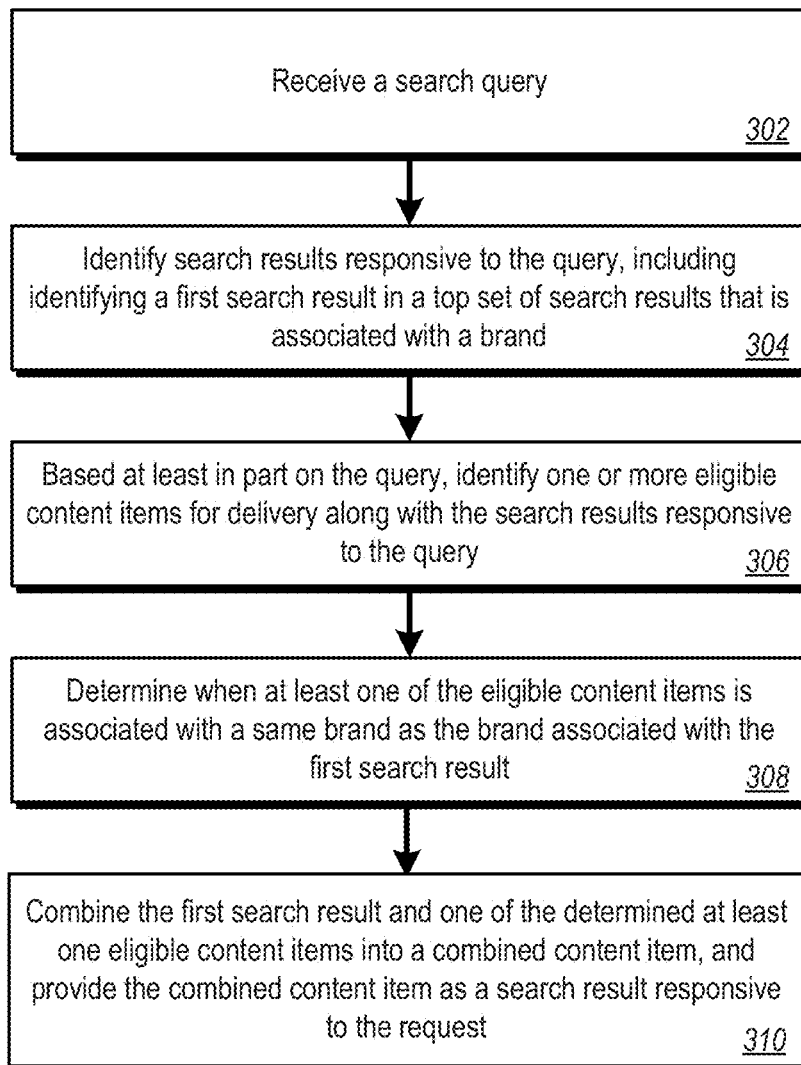 Receive a search query
302
Identify search results responsive to the query, including
identifying a first search result in a top set of search results that is
associated with a brand
304
Based at least in part on the query, identify one or more eligible
content items for delivery along with the search results responsive
to the query
306
Determine when at least one of the eligible content items is
associated with a same brand as the brand associated with the
first search result
308
Combine the first search result and one of the determined at least
one eligible content items into a combined content item, and
provide the combined content item as a search result responsive
to the request
310